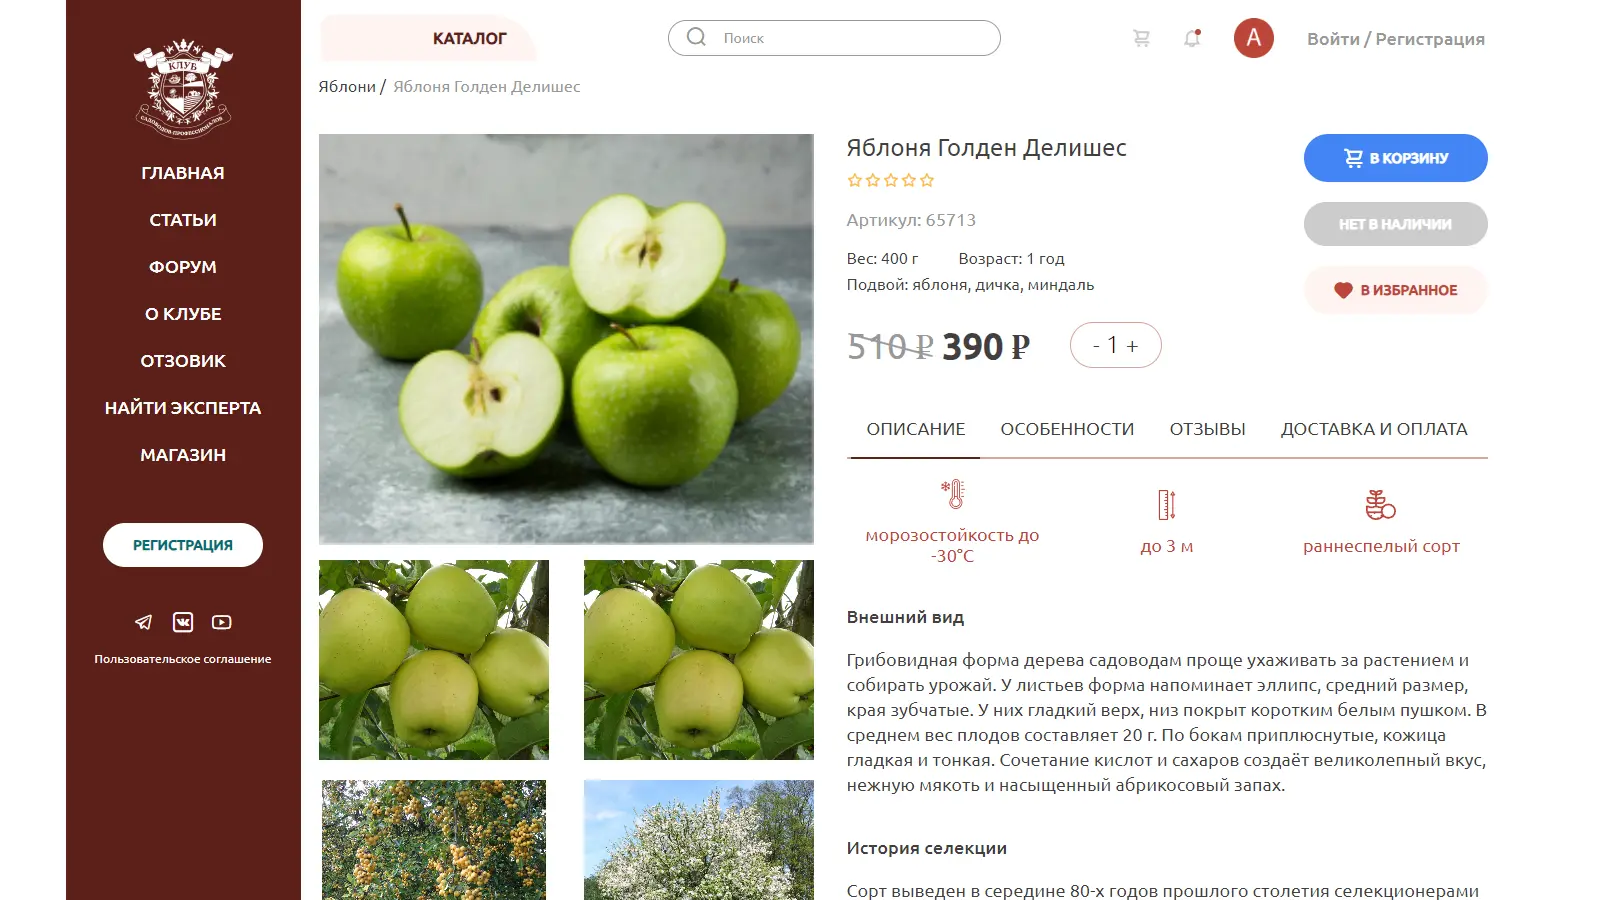 КЛУБ
САДОВОДОВ-ПРОФЕССИОНАЛОВ
ГЛАВНАЯ
СТАТЬИ
ФОРУМ
О КЛУБЕ
ОТЗОВИК
НАЙТИ ЭКСПЕРТА
МАГАЗИН
РЕГИСТРАЦИЯ
Пользовательское соглашение
КАТАЛОГ
Поиск
А
Войти / Регистрация
Яблони / Яблоня Голден Делишес
Яблоня Голден Делишес
Артикул: 65713
Вес: 400 г Возраст: 1 год
Подвой: яблоня, дичка, миндаль
510 ₽ 390 ₽ - 1 +
В КОРЗИНУ
НЕТ В НАЛИЧИИ
В ИЗБРАННОЕ
ОПИСАНИЕ ОСОБЕННОСТИ ОТЗЫВЫ ДОСТАВКА И ОПЛАТА
морозостойкость до
-30°C
до 3 м
раннеспелый сорт
Внешний вид
Грибовидная форма дерева садоводам проще ухаживать за растением и
собирать урожай. У листьев форма напоминает эллипс, средний размер,
края зубчатые. У них гладкий верх, низ покрыт коротким белым пушком. В
среднем вес плодов составляет 20 г. По бокам приплюснутые, кожица
гладкая и тонкая. Сочетание кислот и сахаров создаёт великолепный вкус,
нежную мякоть и насыщенный абрикосовый запах.
История селекции
Сорт выведен в середине 80-х годов прошлого столетия селекционерами